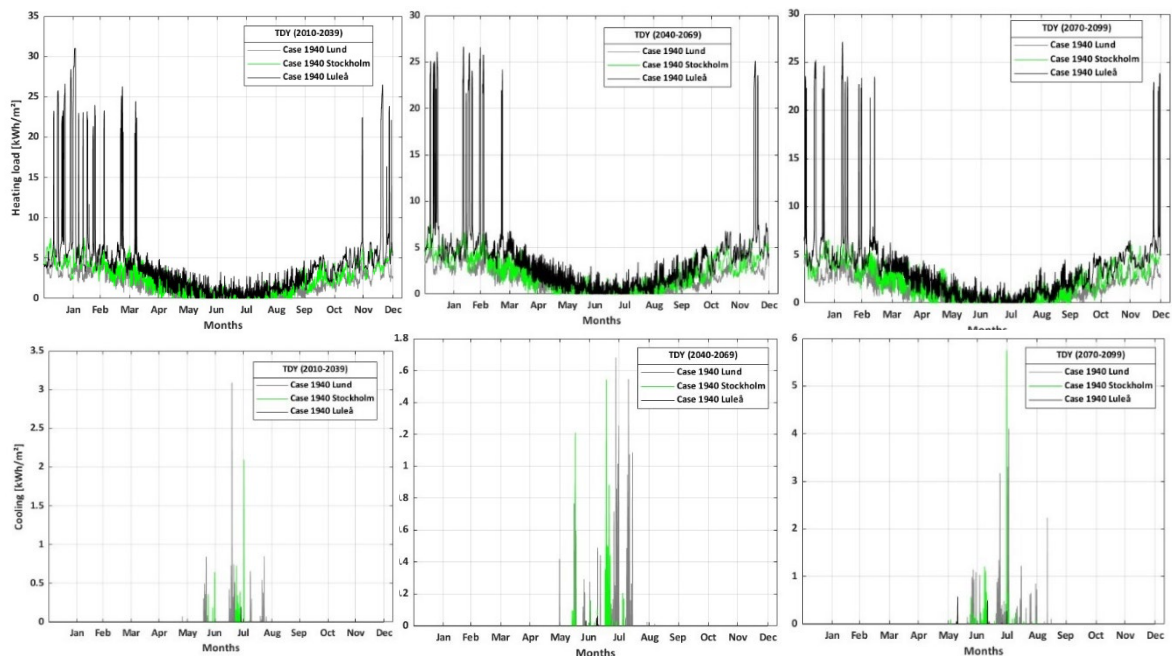 35
30
25
20
15
10
5
0
Heating load [kWh/m²]
TDY (2010-2039)
Case 1940 Lund
Case 1940 Stockholm
Case 1940 Luleå
Jan Feb Mar Apr May Jun Jul Aug Sep Oct Nov Dec
Months
30
25
20
15
10
5
0
TDY (2040-2069)
Case 1940 Lund
Case 1940 Stockholm
Case 1940 Luleå
Jan Feb Mar Apr May Jun Jul Aug Sep Oct Nov Dec
Months
30
25
20
15
10
5
0
TDY (2070-2099)
Case 1940 Lund
Case 1940 Stockholm
Case 1940 Luleå
Jan Feb Mar Apr May Jun Jul Aug Sep Oct Nov Dec
Months
3.5
3
2.5
2
1.5
1
0.5
0
Cooling [kWh/m²]
TDY (2010-2039)
Case 1940 Lund
Case 1940 Stockholm
Case 1940 Luleå
Jan Feb Mar Apr May Jun Jul Aug Sep Oct Nov Dec
Months
.8
.6
.4
.2
1
.8
.6
.4
.2
0
TDY (2040-2069)
Case 1940 Lund
Case 1940 Stockholm
Case 1940 Luleå
Jan Feb Mar Apr May Jun Jul Aug Sep Oct Nov Dec
Months
6
5
4
3
2
1
0
TDY (2070-2099)
Case 1940 Lund
Case 1940 Stockholm
Case 1940 Luleå
Jan Feb Mar Apr May Jun Jul Aug Sep Oct Nov Dec
Months